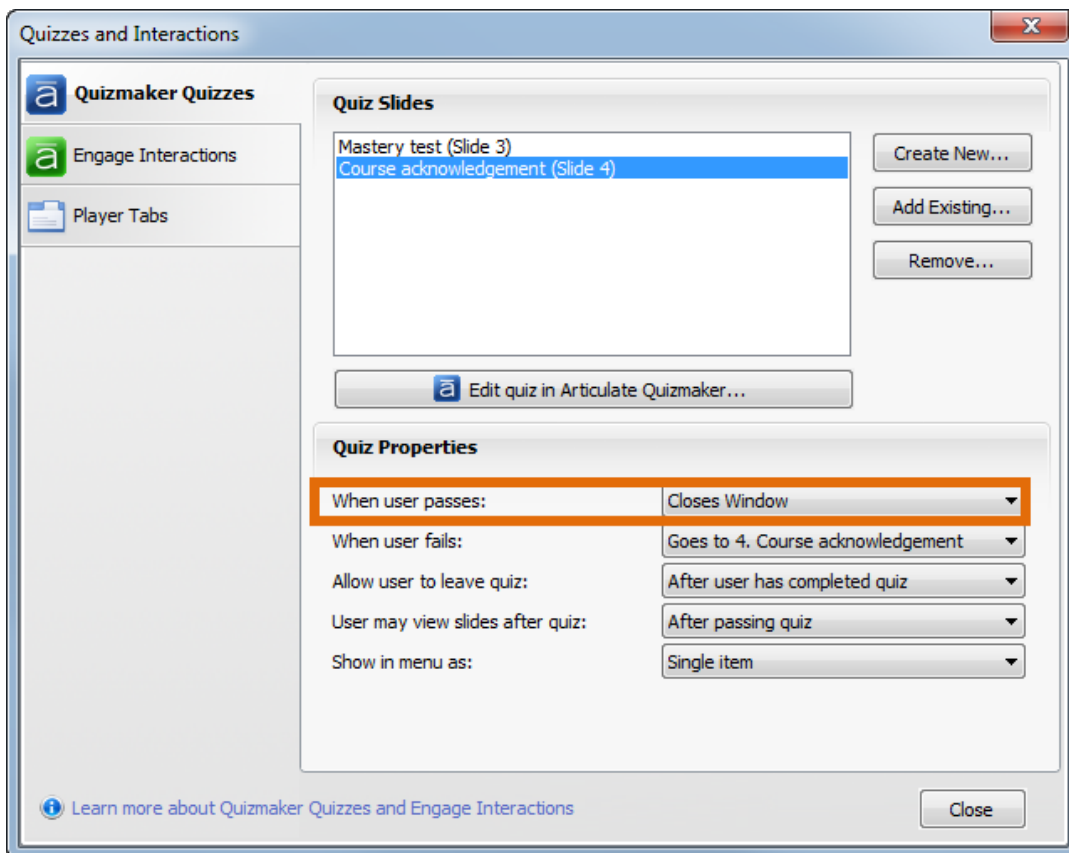 Quizzes and Interactions
Quizmaker Quizzes
Engage Interactions
Player Tabs
Quiz Slides
Mastery test (Slide 3)
Course acknowledgement (Slide 4)
Create New...
Add Existing...
Remove...
Edit quiz in Articulate Quizmaker...
Quiz Properties
When user passes: Closes Window
When user fails: Goes to 4. Course acknowledgement
Allow user to leave quiz: After user has completed quiz
User may view slides after quiz: After passing quiz
Show in menu as: Single item
Learn more about Quizmaker Quizzes and Engage Interactions
Close